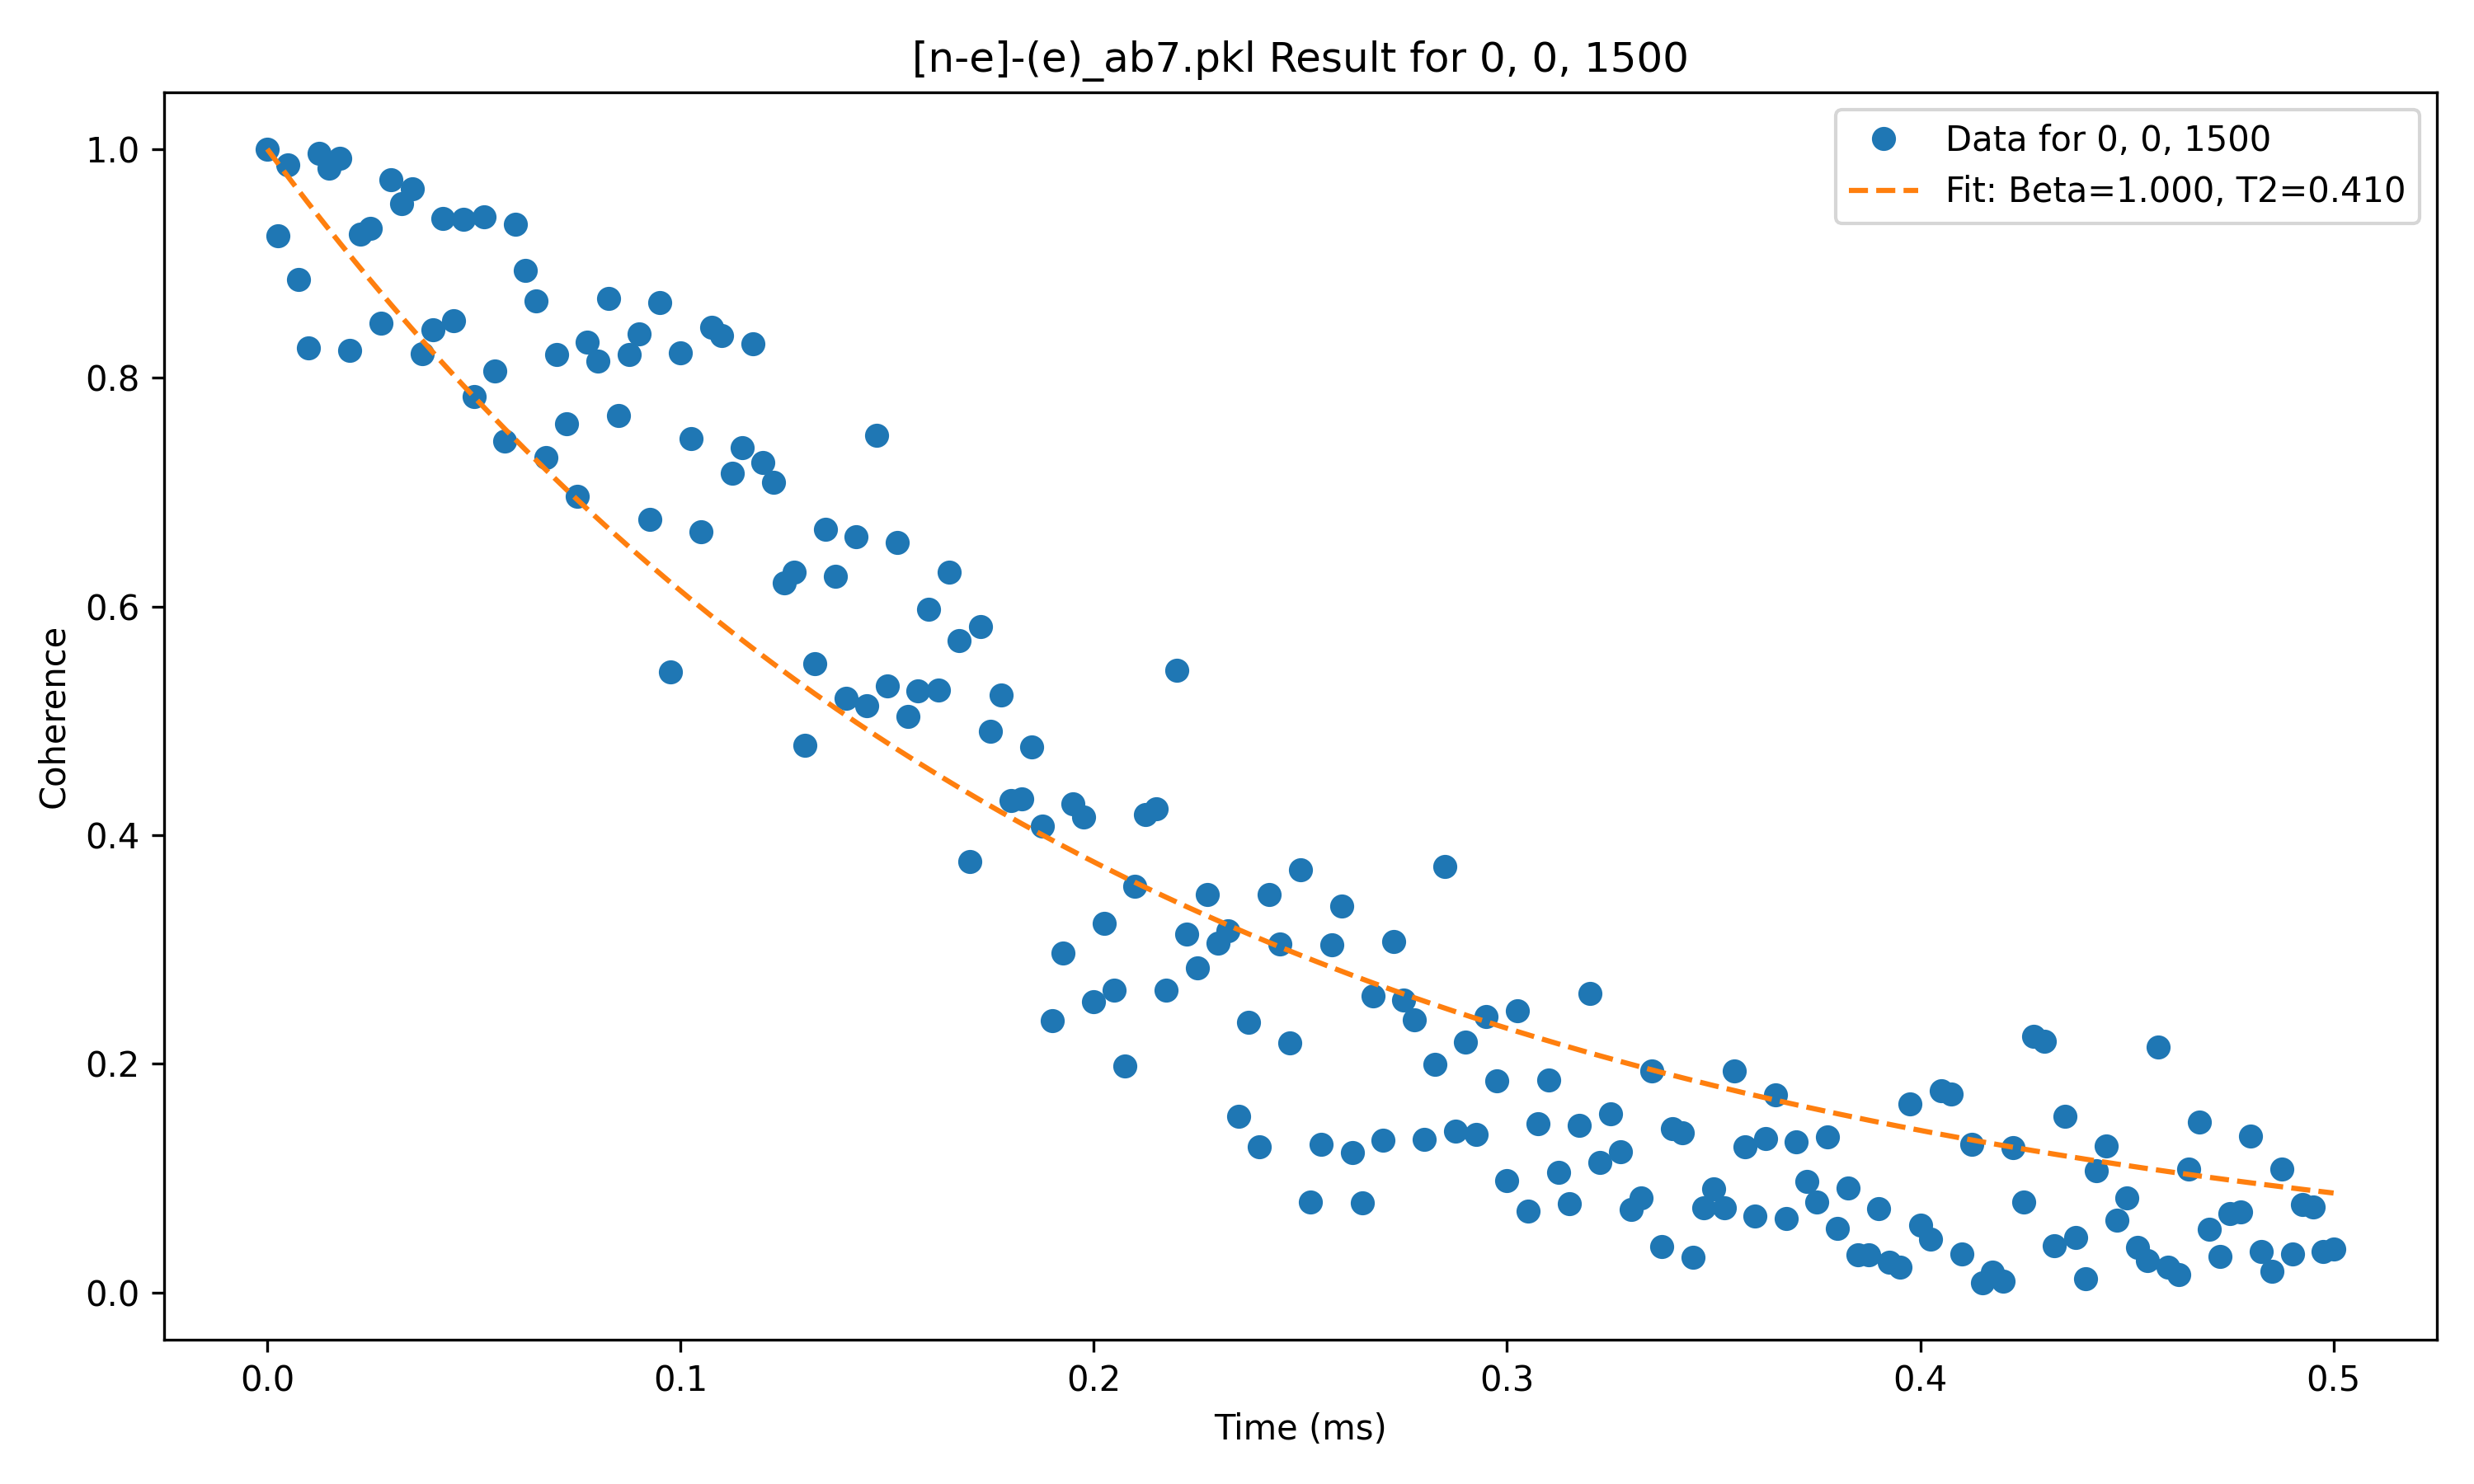 [n-e]-(e)_ab7.pkl Result for 0, 0, 1500
Data for 0, 0, 1500
Fit: Beta=1.000, T2=0.410
Coherence
1.0
0.8
0.6
0.4
0.2
0.0
0.0 0.1 0.2 0.3 0.4 0.5
Time (ms)